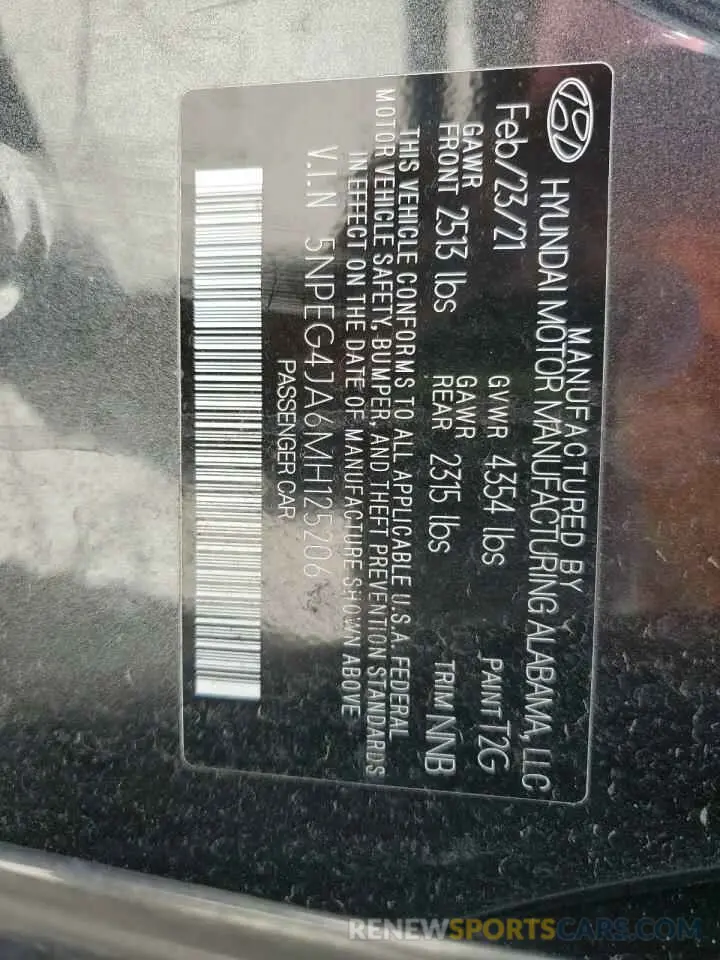 MANUFACTURED BY
HYUNDAI MOTOR MANUFACTURING ALABAMA, LLC
Feb/23/21 GVWR 4,354 lbs PAINT T2G
GAWR FRONT 2513 lbs GAWR REAR 2315 lbs TRIM NNB
THIS VEHICLE CONFORMS TO ALL APPLICABLE U.S.A. FEDERAL
MOTOR VEHICLE SAFETY, BUMPER, AND THEFT PREVENTION STANDARDS
IN EFFECT ON THE DATE OF MANUFACTURE SHOWN ABOVE
V.I.N 5NPEG4JA6MH125206
PASSENGER CAR
RENEWSPORTSCARS.COM